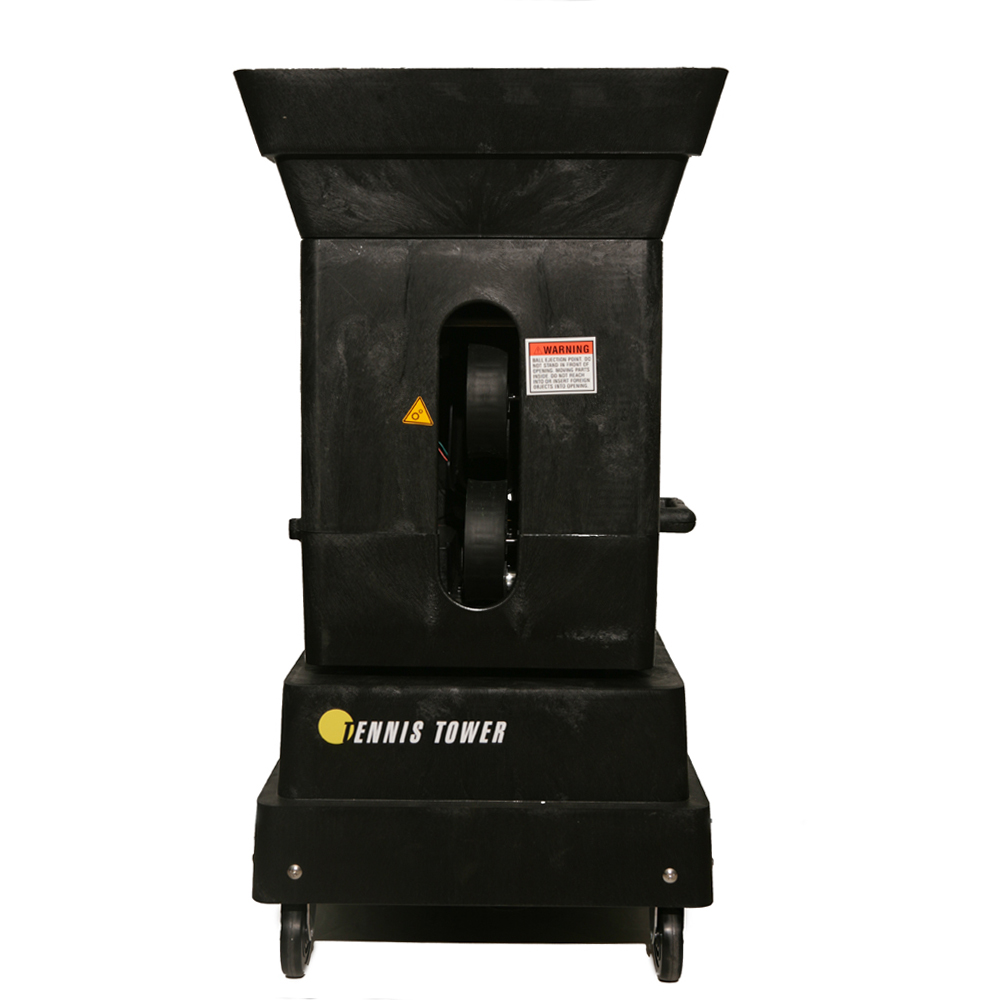 WARNING
BALL EJECTION POINT. DO
NOT STAND IN FRONT OF
OPENING. MOVING PARTS
INSIDE. DO NOT REACH
INTO OR INSERT FOREIGN
OBJECTS INTO OPENING.
TENNIS TOWER